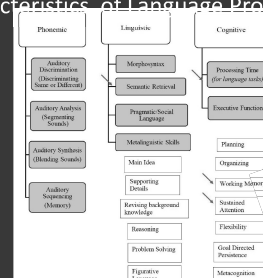 cteristics of Language Pro
Phonemic
Linguistic
Cognitive
Auditory
Discrimination
(Discriminating
Same or Different)
Auditory Analysis
(Segmenting
Sounds)
Auditory Synthesis
(Blending Sounds)
Auditory
Sequencing
(Memory)
Morphosyntax
Semantic Retrieval
Pragmatic-Social
Language
Metalinguistic Skills
Main Idea
Supporting
Details
Revising background
knowledge
Reasoning
Problem Solving
Figurative
Processing Time
(for language tasks)
Executive Function
Planning
Organizing
Working Memor
Sustained
Attention
Flexibility
Goal Directed
Persistence
Metacognition